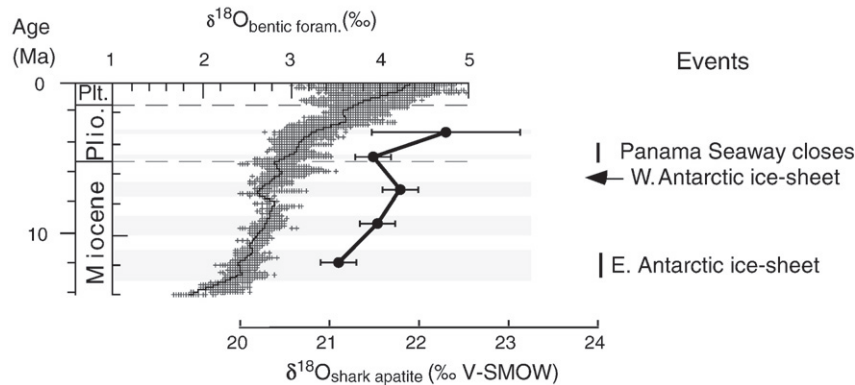 δ18Obentic foram.(‰)
Age
(Ma)
1 2 3 4 5
Events
0
Plt.
Plio.
Panama Seaway closes
W. Antarctic ice-sheet
Miocene
10
E. Antarctic ice-sheet
20 21 22 23 24
δ18Oshark apatite (‰ V-SMOW)